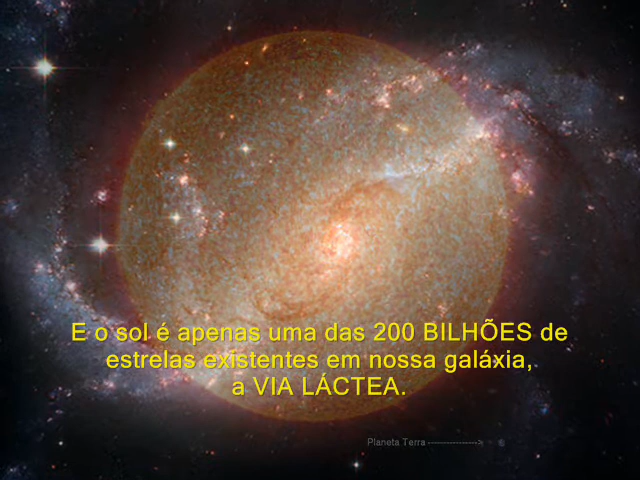 E o sol é apenas uma das 200 BILHÕES de
estrelas existentes em nossa galáxia,
a VIA LÁCTEA.
Planeta Terra ----------------->